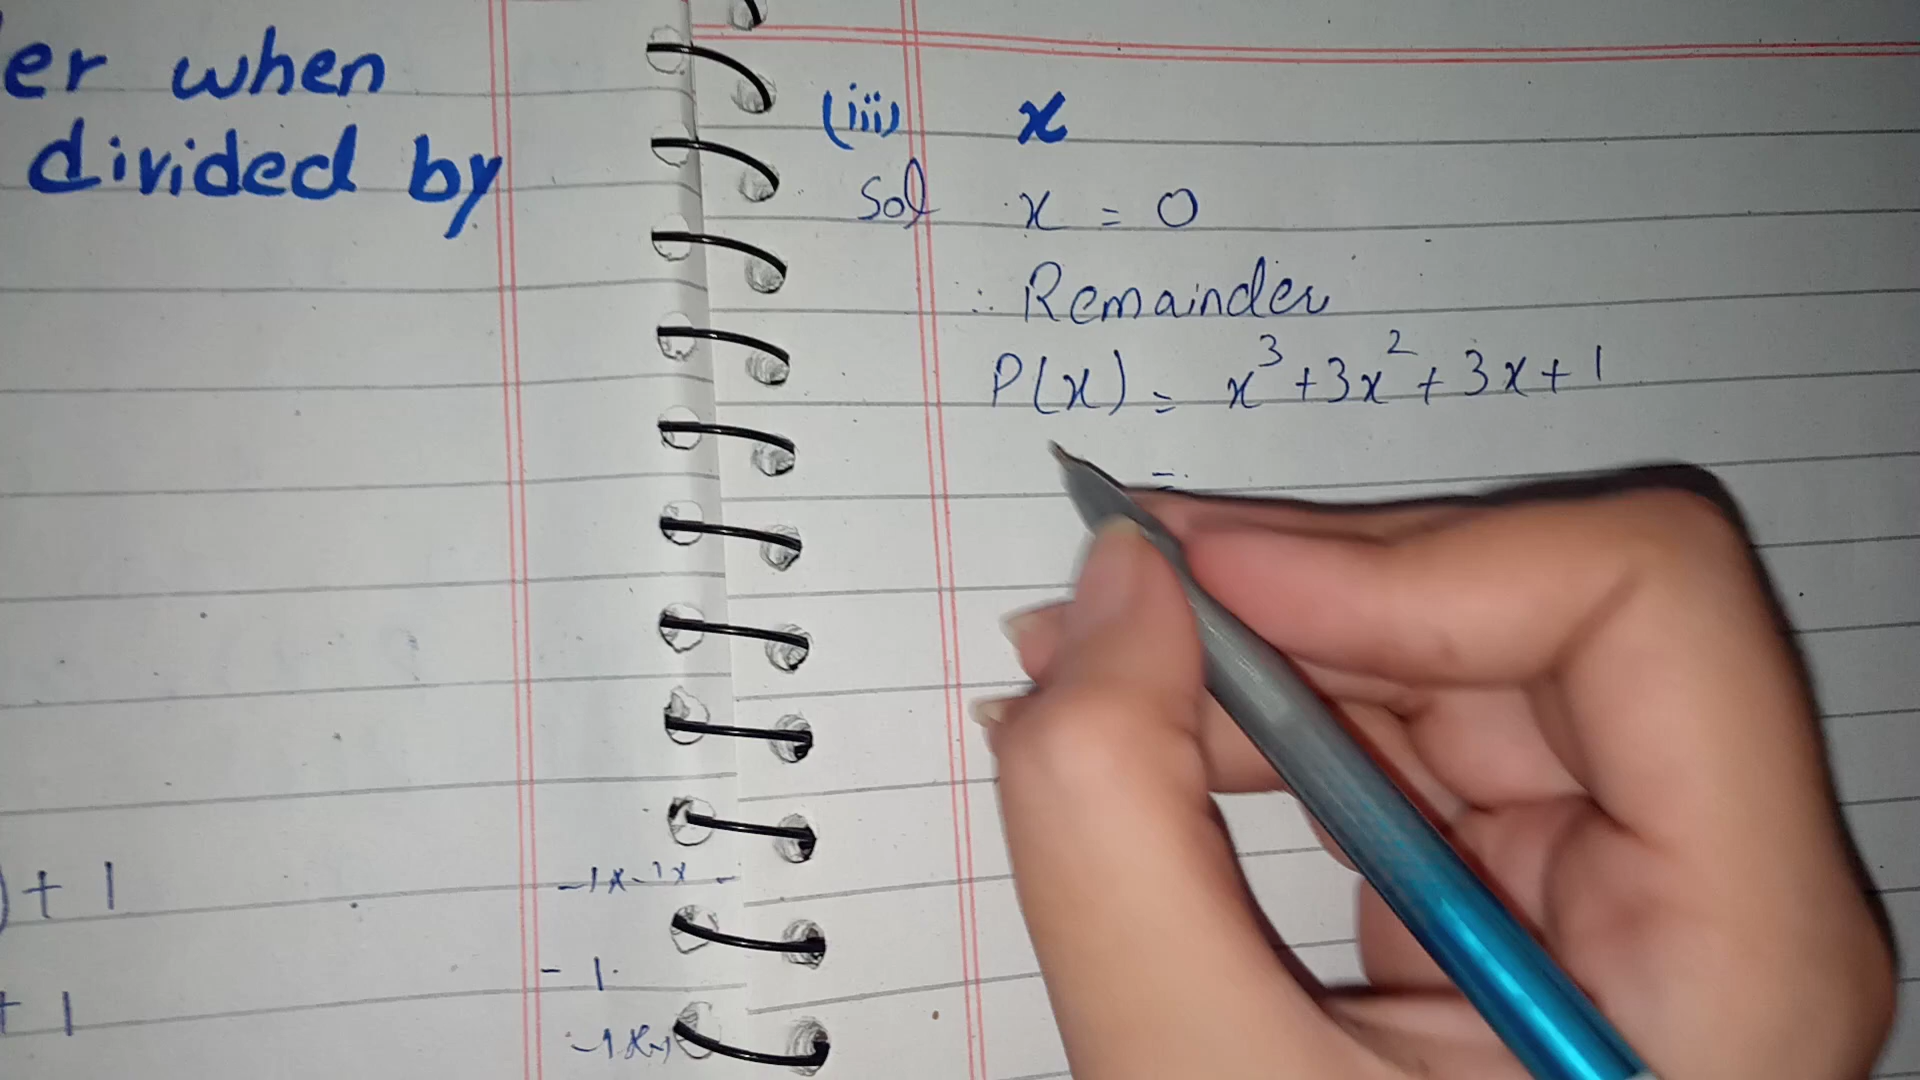 er when
divided by
)+ 1
-1x-1x-
- 1
+ 1
(iii) x
Sol x = 0
∴ Remainder
P(x) = x³+3x²+3x+1
=